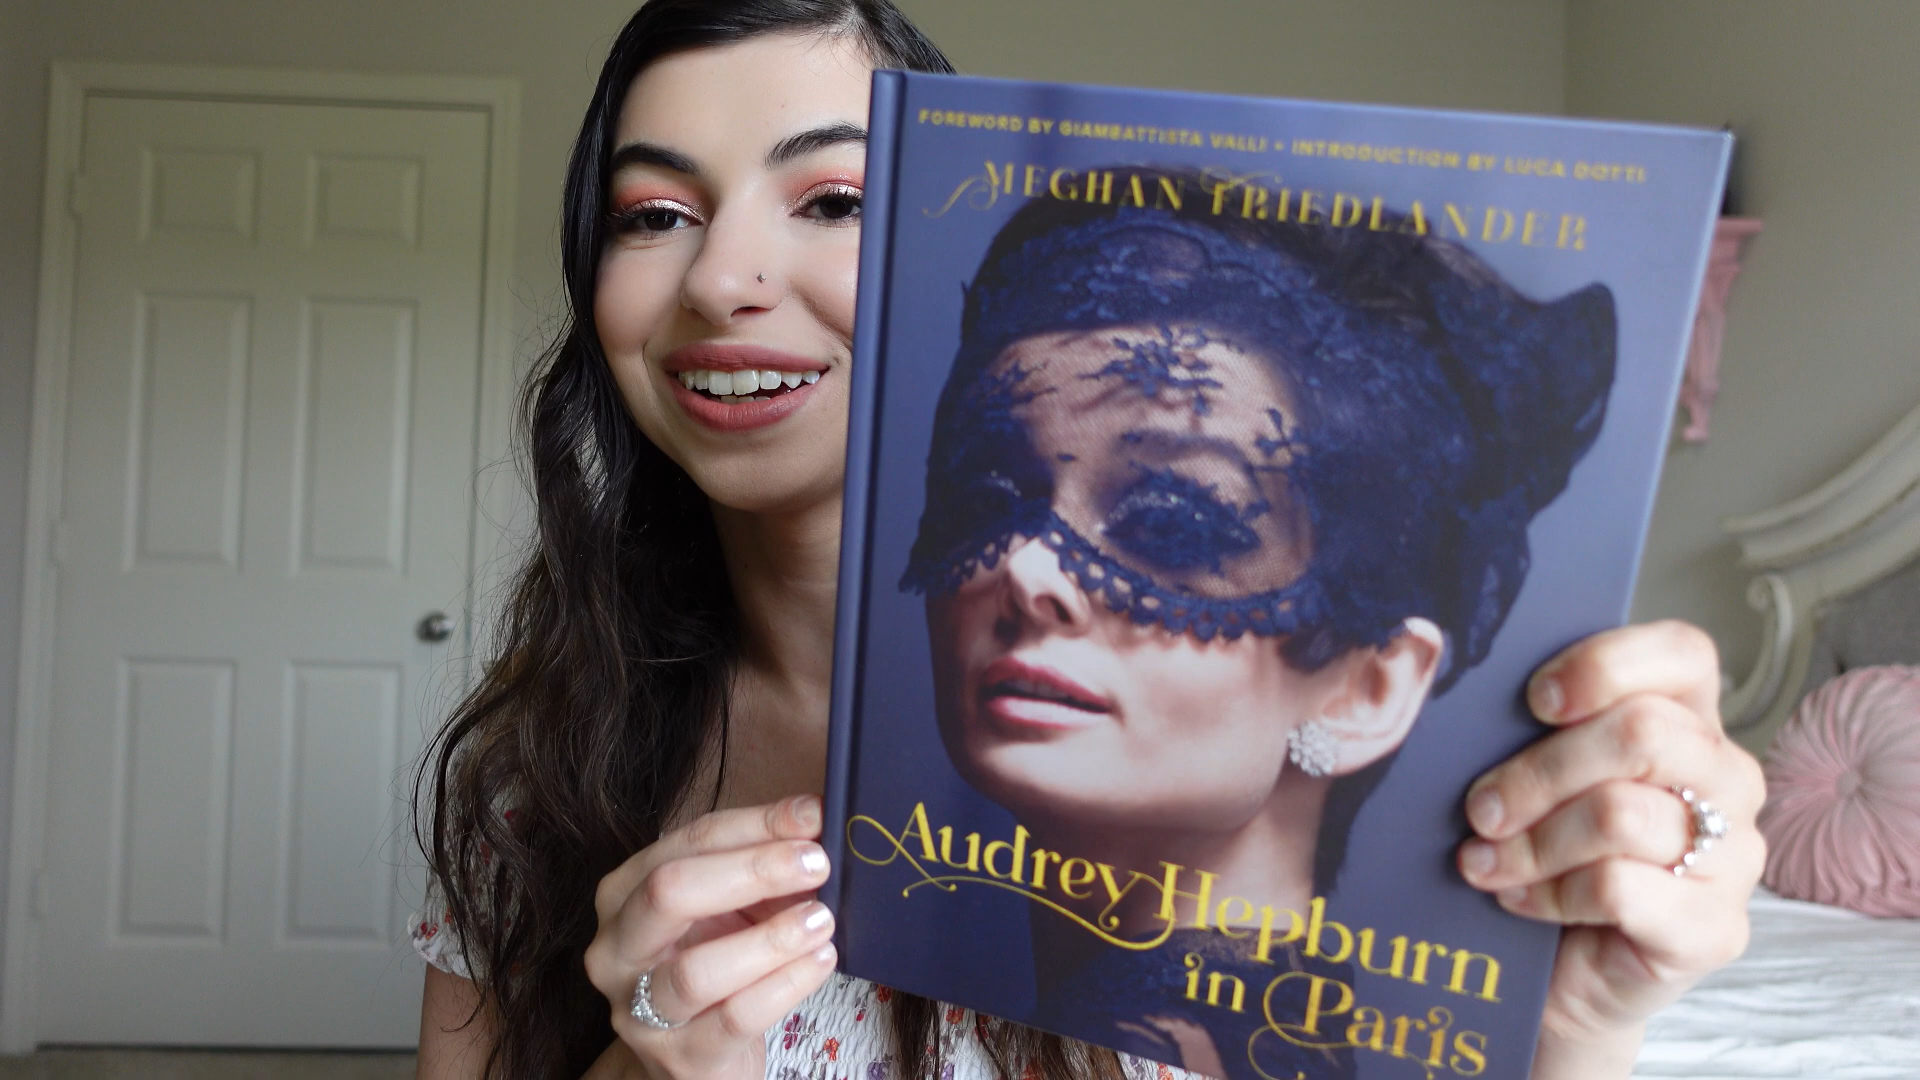 FOREWORD BY GIAMBATTISTA VALLI • INTRODUCTION BY LUCA DOTTI
MEGHAN FRIEDLANDER
Audrey Hepburn
in Paris